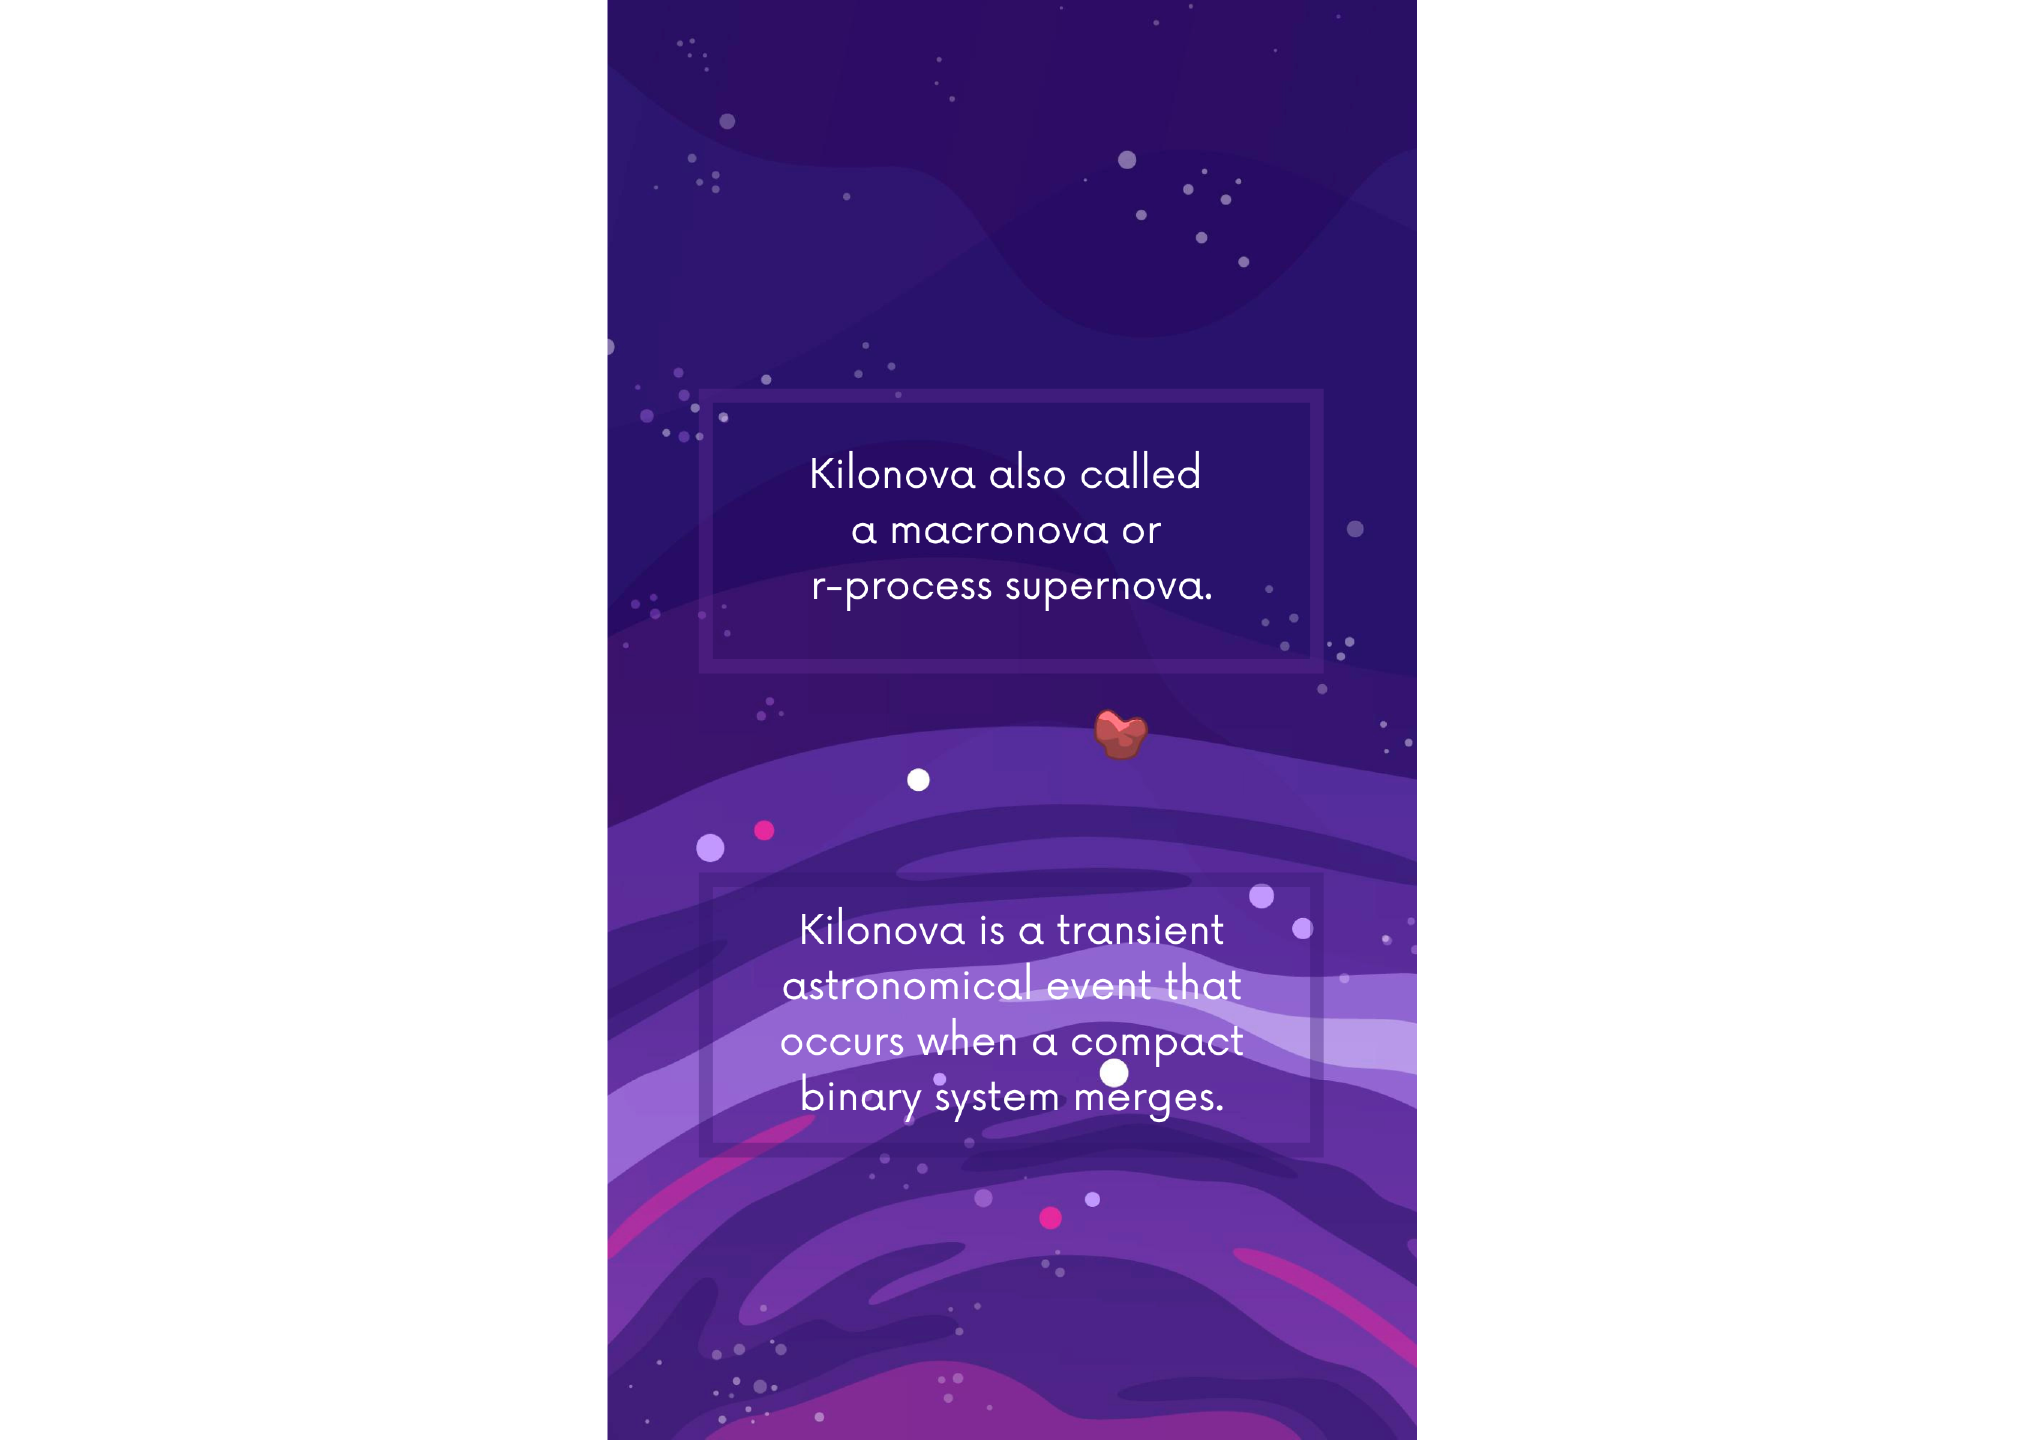 Kilonova also called
a macronova or
r-process supernova.
Kilonova is a transient
astronomical event that
occurs when a compact
binary system merges.